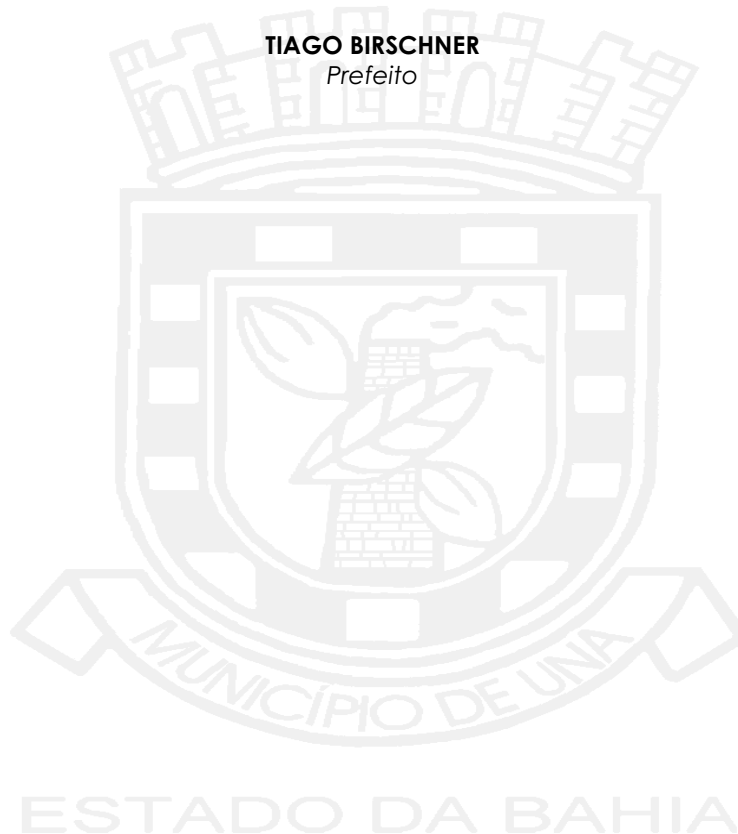 TIAGO BIRSCHNER
Prefeito
MUNICÍPIO DE UNA
ESTADO DA BAHIA